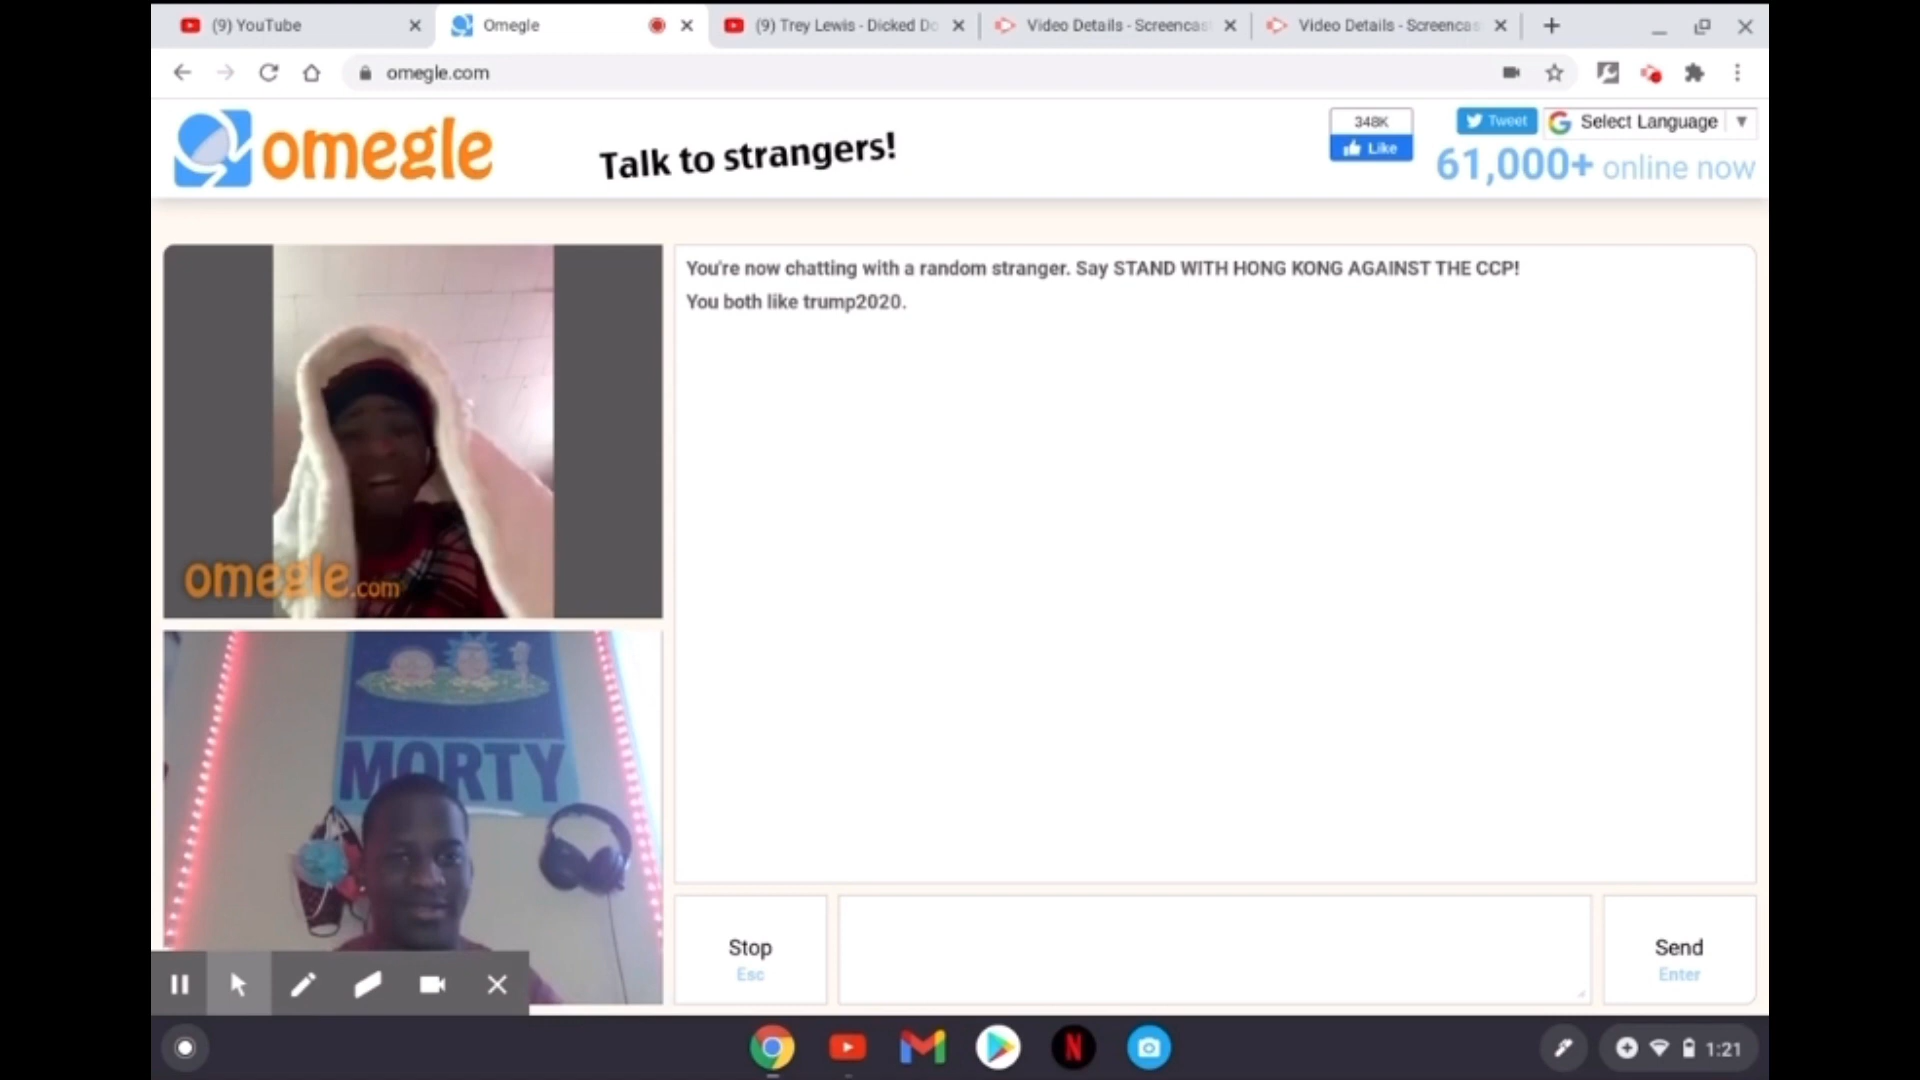 (9) YouTube
Omegle
(9) Trey Lewis - Dicked Do
Video Details - Screencas
Video Details - Screencas
omegle.com
omegle
Talk to strangers!
348K
Like
Tweet
Select Language
61,000+ online now
You're now chatting with a random stranger. Say STAND WITH HONG KONG AGAINST THE CCP!
You both like trump2020.
omegle.com
MORTY
Stop
Esc
Send
Enter
1:21